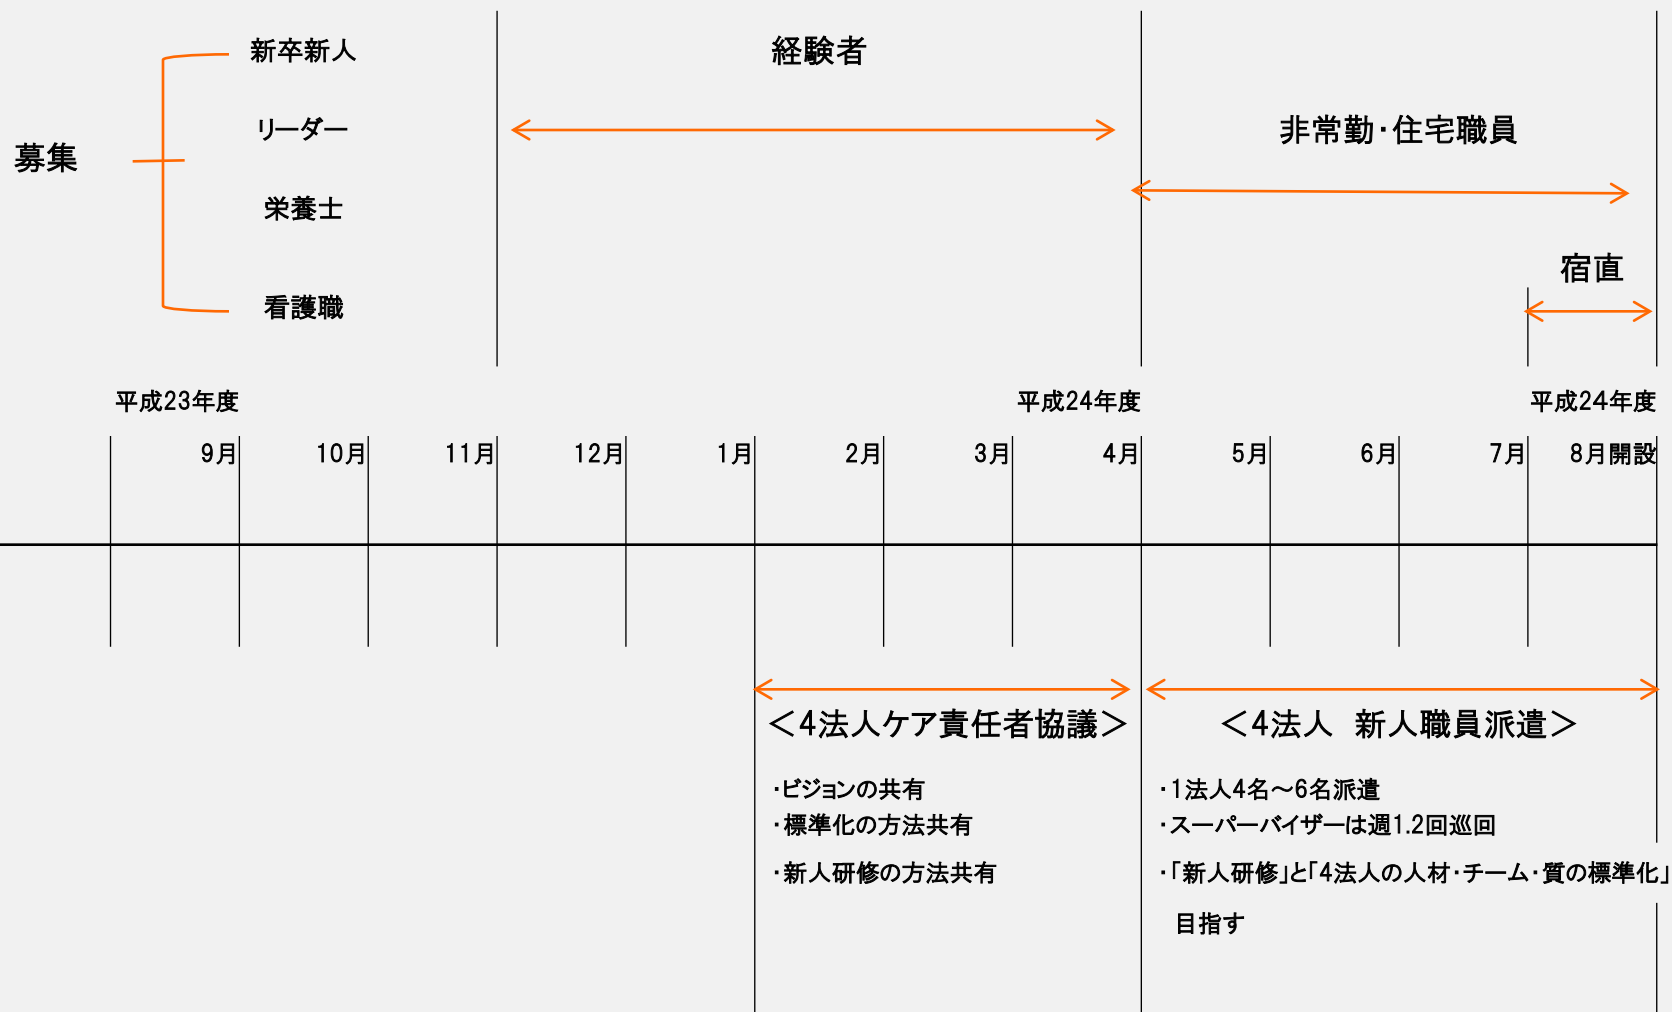 新卒新人
経験者
リーダー
非常勤・住宅職員
募集
栄養士
宿直
看護職
平成23年度
平成24年度
平成24年度
9月
10月
11月
12月
1月
2月
3月
4月
5月
6月
7月
8月開設
＜4法人ケア責任者協議＞
・ビジョンの共有
・標準化の方法共有
・新人研修の方法共有
＜4法人 新人職員派遣＞
・1法人4名～6名派遣
・スーパーバイザーは週1.2回巡回
・「新人研修」と「4法人の人材・チーム・質の標準化」
目指す